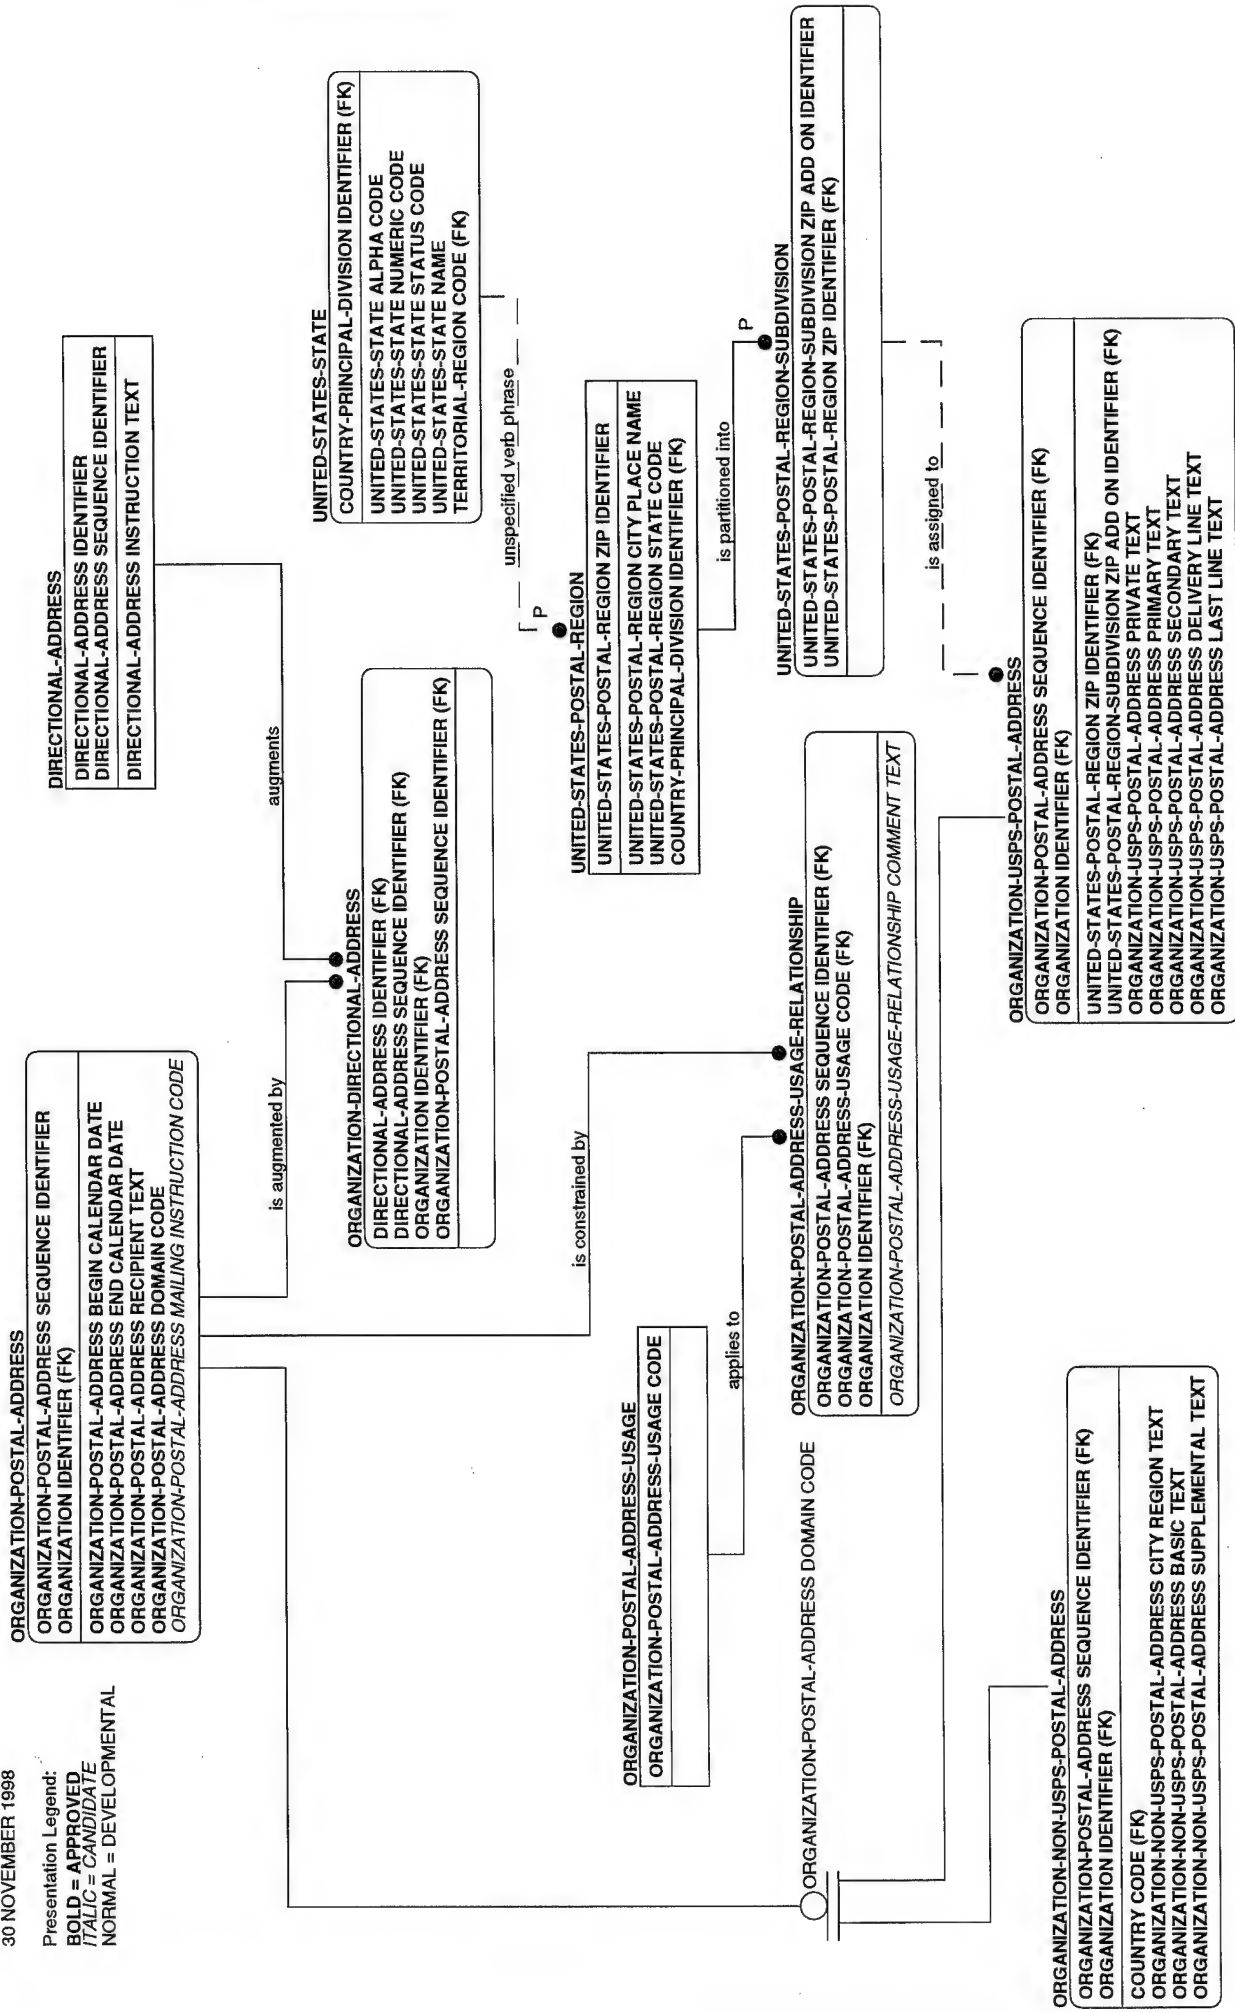 30 NOVEMBER 1998
Presentation Legend:
BOLD = APPROVED
ITALIC = CANDIDATE
NORMAL = DEVELOPMENTAL
ORGANIZATION-POSTAL-ADDRESS
ORGANIZATION-POSTAL-ADDRESS SEQUENCE IDENTIFIER
ORGANIZATION IDENTIFIER (FK)
ORGANIZATION-POSTAL-ADDRESS BEGIN CALENDAR DATE
ORGANIZATION-POSTAL-ADDRESS END CALENDAR DATE
ORGANIZATION-POSTAL-ADDRESS RECIPIENT TEXT
ORGANIZATION-POSTAL-ADDRESS DOMAIN CODE
ORGANIZATION-POSTAL-ADDRESS MAILING INSTRUCTION CODE
DIRECTIONAL-ADDRESS
DIRECTIONAL-ADDRESS IDENTIFIER
DIRECTIONAL-ADDRESS SEQUENCE IDENTIFIER
DIRECTIONAL-ADDRESS INSTRUCTION TEXT
is augmented by
augments
UNITED-STATES-STATE
COUNTRY-PRINCIPAL-DIVISION IDENTIFIER (FK)
UNITED-STATES-STATE ALPHA CODE
UNITED-STATES-STATE NUMERIC CODE
UNITED-STATES-STATE STATUS CODE
UNITED-STATES-STATE NAME
TERRITORIAL-REGION CODE (FK)
ORGANIZATION-DIRECTIONAL-ADDRESS
DIRECTIONAL-ADDRESS IDENTIFIER (FK)
DIRECTIONAL-ADDRESS SEQUENCE IDENTIFIER (FK)
ORGANIZATION IDENTIFIER (FK)
ORGANIZATION-POSTAL-ADDRESS SEQUENCE IDENTIFIER (FK)
unspecified verb phrase
P
UNITED-STATES-POSTAL-REGION
UNITED-STATES-POSTAL-REGION ZIP IDENTIFIER
UNITED-STATES-POSTAL-REGION CITY PLACE NAME
UNITED-STATES-POSTAL-REGION STATE CODE
COUNTRY-PRINCIPAL-DIVISION IDENTIFIER (FK)
is constrained by
ORGANIZATION-POSTAL-ADDRESS-USAGE
ORGANIZATION-POSTAL-ADDRESS-USAGE CODE
applies to
is partitioned into
P
ORGANIZATION-POSTAL-ADDRESS-USAGE-RELATIONSHIP
ORGANIZATION-POSTAL-ADDRESS SEQUENCE IDENTIFIER (FK)
ORGANIZATION-POSTAL-ADDRESS-USAGE CODE (FK)
ORGANIZATION IDENTIFIER (FK)
ORGANIZATION-POSTAL-ADDRESS-USAGE-RELATIONSHIP COMMENT TEXT
UNITED-STATES-POSTAL-REGION-SUBDIVISION
UNITED-STATES-POSTAL-REGION-SUBDIVISION ZIP ADD ON IDENTIFIER
UNITED-STATES-POSTAL-REGION ZIP IDENTIFIER (FK)
ORGANIZATION-POSTAL-ADDRESS DOMAIN CODE
is assigned to
ORGANIZATION-NON-USPS-POSTAL-ADDRESS
ORGANIZATION-POSTAL-ADDRESS SEQUENCE IDENTIFIER (FK)
ORGANIZATION IDENTIFIER (FK)
COUNTRY CODE (FK)
ORGANIZATION-NON-USPS-POSTAL-ADDRESS CITY REGION TEXT
ORGANIZATION-NON-USPS-POSTAL-ADDRESS BASIC TEXT
ORGANIZATION-NON-USPS-POSTAL-ADDRESS SUPPLEMENTAL TEXT
ORGANIZATION-USPS-POSTAL-ADDRESS
ORGANIZATION-POSTAL-ADDRESS SEQUENCE IDENTIFIER (FK)
ORGANIZATION IDENTIFIER (FK)
UNITED-STATES-POSTAL-REGION ZIP IDENTIFIER (FK)
UNITED-STATES-POSTAL-REGION-SUBDIVISION ZIP ADD ON IDENTIFIER (FK)
ORGANIZATION-USPS-POSTAL-ADDRESS PRIVATE TEXT
ORGANIZATION-USPS-POSTAL-ADDRESS PRIMARY TEXT
ORGANIZATION-USPS-POSTAL-ADDRESS SECONDARY TEXT
ORGANIZATION-USPS-POSTAL-ADDRESS DELIVERY LINE TEXT
ORGANIZATION-USPS-POSTAL-ADDRESS LAST LINE TEXT